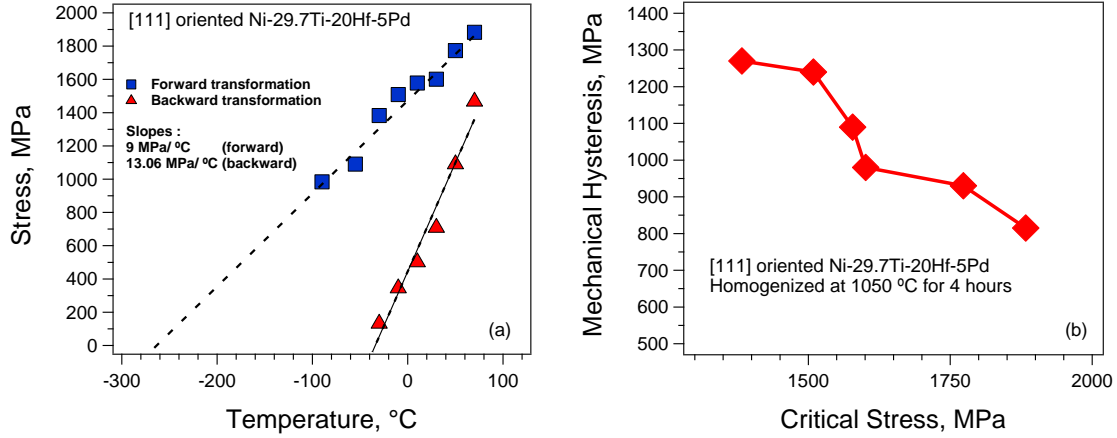 [111] oriented Ni-29.7Ti-20Hf-5Pd
Forward transformation
Backward transformation
Slopes :
9 MPa/ ºC (forward)
13.06 MPa/ ºC (backward)
(a)
Stress, MPa
2000
1800
1600
1400
1200
1000
800
600
400
200
0
-300
-200
-100
0
100
Temperature, °C
Mechanical Hysteresis, MPa
1400
1300
1200
1100
1000
900
800
700
600
500
[111] oriented Ni-29.7Ti-20Hf-5Pd
Homogenized at 1050 ºC for 4 hours
(b)
1500
1750
2000
Critical Stress, MPa